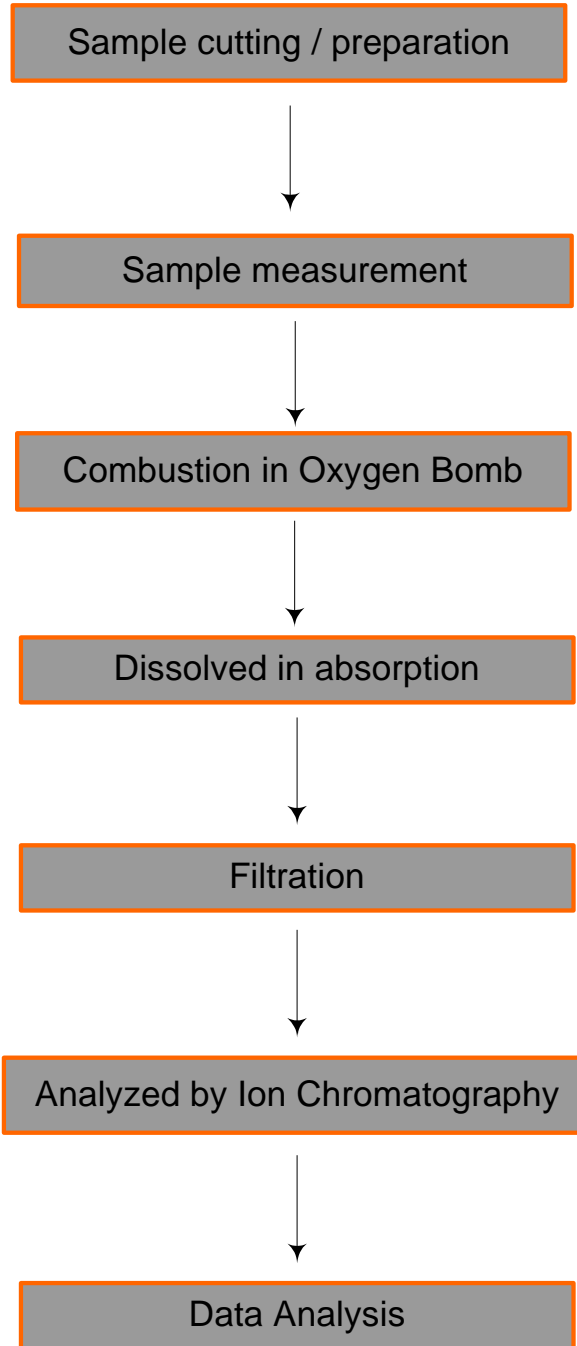 Sample cutting / preparation
Sample measurement
Combustion in Oxygen Bomb
Dissolved in absorption
Filtration
Analyzed by Ion Chromatography
Data Analysis